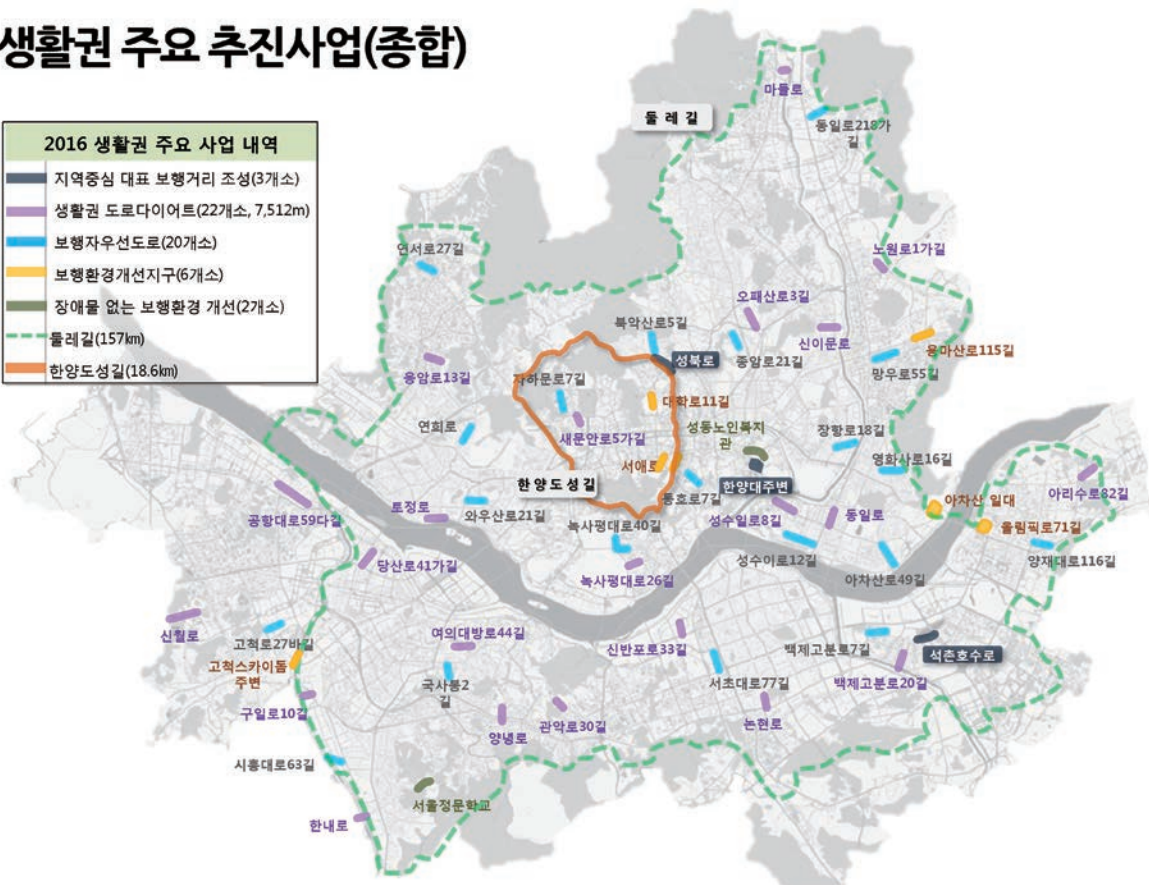 생활권 주요 추진사업(종합)
2016 생활권 주요 사업 내역
지역중심 대표 보행거리 조성(3개소)
생활권 도로다이어트(22개소, 7,512m)
보행자우선도로(20개소)
보행환경개선지구(6개소)
장애물 없는 보행환경 개선(2개소)
둘레길(157㎞)
한양도성길(18.6㎞)
마들로
둘 레 길
동일로218가
길
연서로27길
노원로1가길
오패산로3길
북악산로5길
신이문로
종암로21길
용마산로115길
성북로
망우로55길
응암로13길
자하문로7길
대학로11길
연희로
새문안로5가길
성동노인복지
관
장항로18길
서애로
영화사로16길
한양도성길
한양대주변
아차산 일대
아리수로82길
공항대로59다길
토정로
와우산로21길
통호로7길
성수일로8길
동일로
올림픽로71길
녹사평대로40길
성수이로12길
양재대로116길
당산로41가길
녹사평대로26길
아차산로49길
신월로
고척로27바길
여의대방로44길
신반포로33길
백제고분로7길
석촌호수로
고척스카이돔
주변
국사봉2
길
서초대로77길
백제고분로20길
구일로10길
양녕로
관악로30길
논현로
시흥대로63길
서울정문학교
한내로